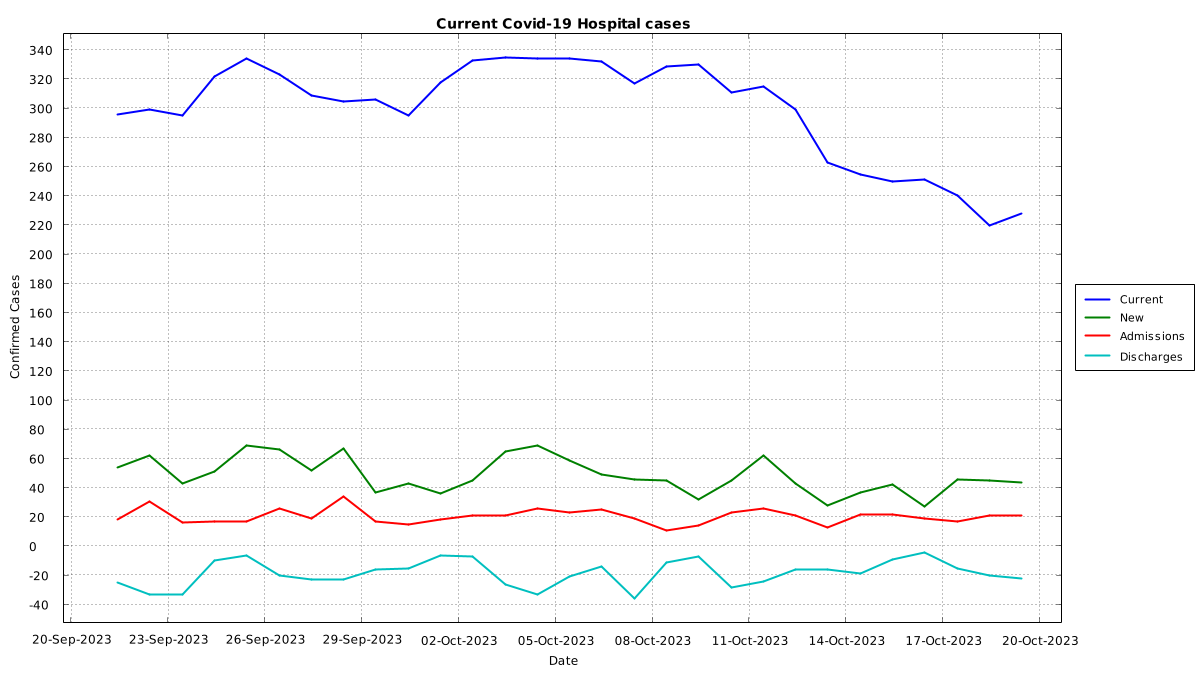 Current Covid-19 Hospital cases
340
320
300
280
260
240
220
200
180
160
140
120
100
80
60
40
20
0
-20
-40
Confirmed Cases
20-Sep-2023 23-Sep-2023 26-Sep-2023 29-Sep-2023 02-Oct-2023 05-Oct-2023 08-Oct-2023 11-Oct-2023 14-Oct-2023 17-Oct-2023 20-Oct-2023
Date
Current
New
Admissions
Discharges